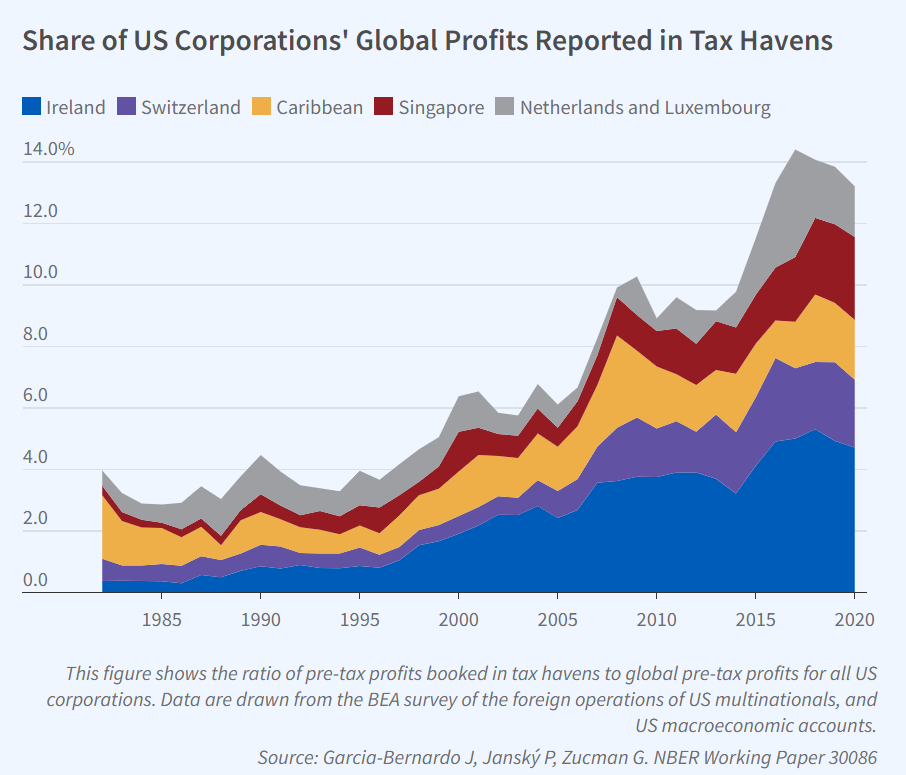 Share of US Corporations' Global Profits Reported in Tax Havens
Ireland Switzerland Caribbean Singapore Netherlands and Luxembourg
14.0%
12.0
10.0
8.0
6.0
4.0
2.0
0.0
1985 1990 1995 2000 2005 2010 2015 2020
This figure shows the ratio of pre-tax profits booked in tax havens to global pre-tax profits for all US
corporations. Data are drawn from the BEA survey of the foreign operations of US multinationals, and
US macroeconomic accounts.
Source: Garcia-Bernardo J, Janský P, Zucman G. NBER Working Paper 30086